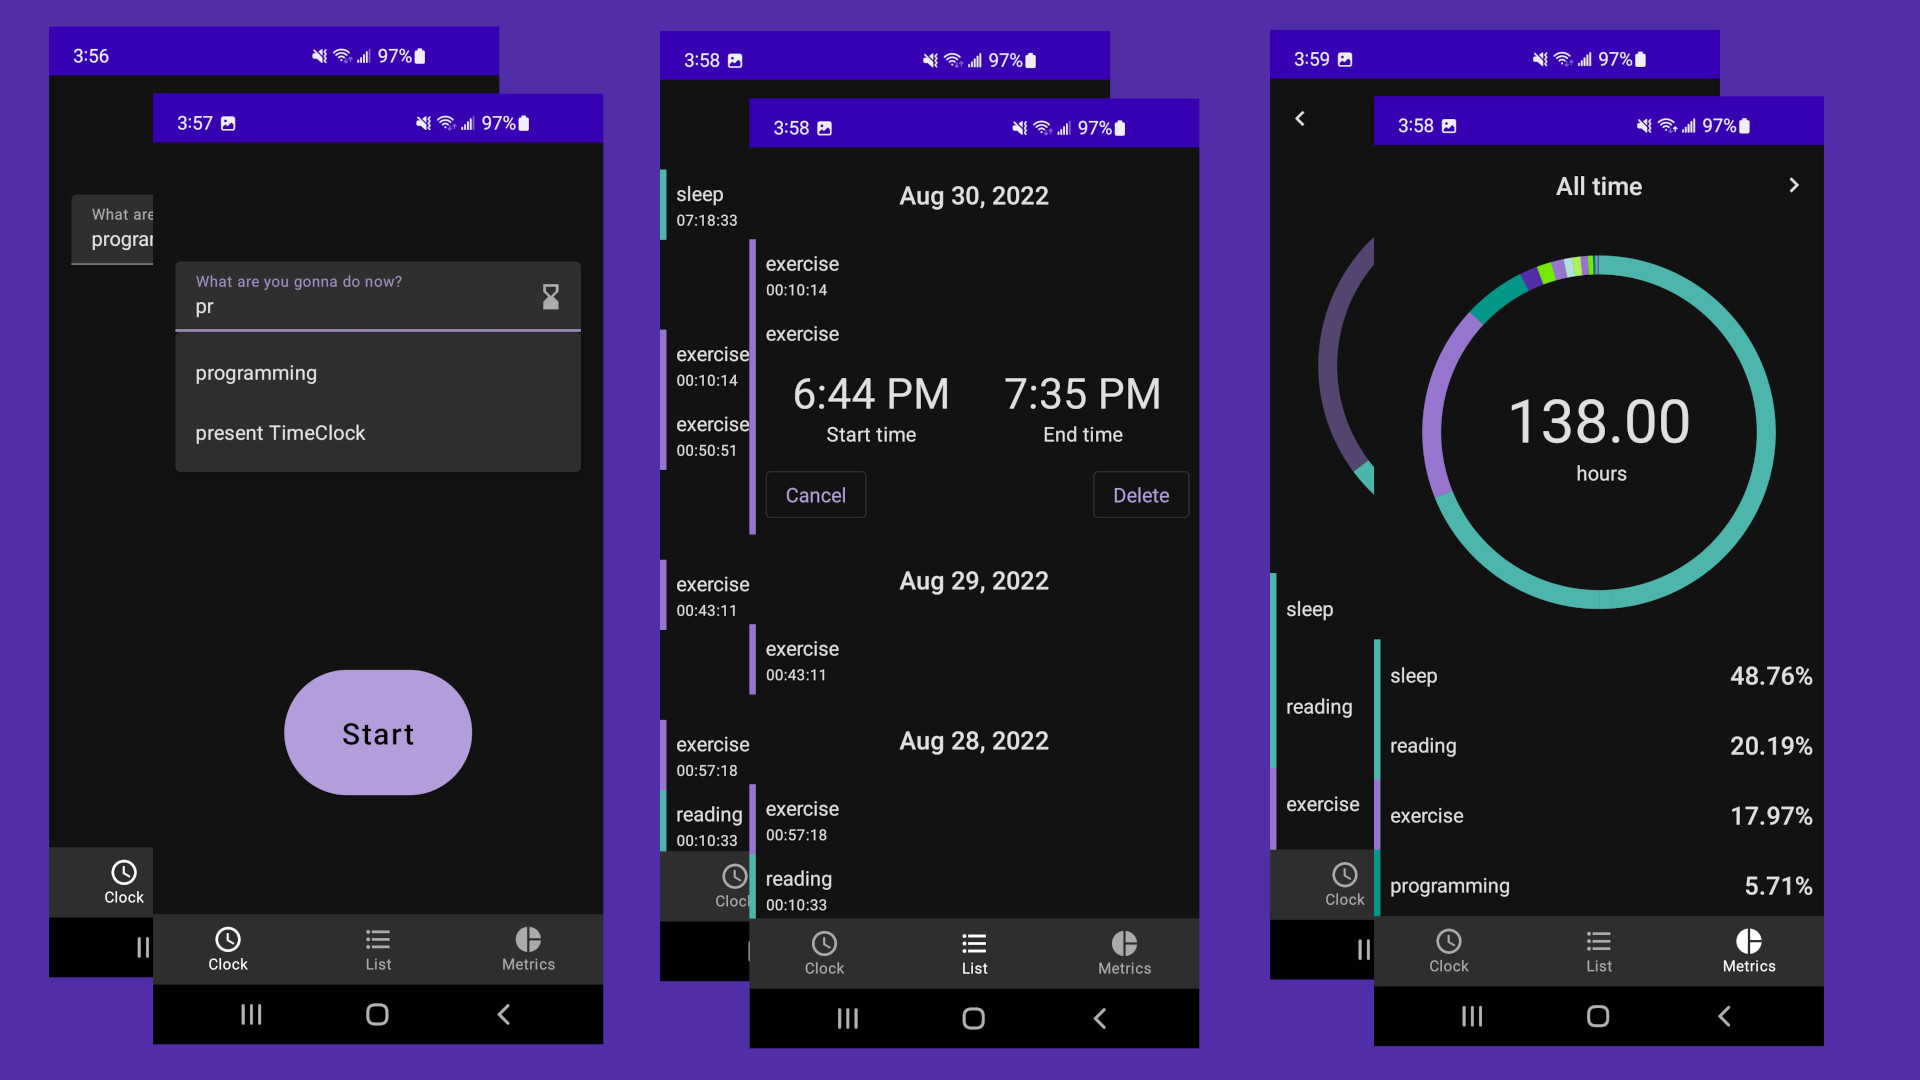 3:56
97%
What are
progra
Clock
3:57
97%
What are you gonna do now?
pr
programming
present TimeClock
Start
Clock
List
Metrics
3:58
97%
sleep
07:18:33
exercise
00:10:14
exercise
00:50:51
exercise
00:43:11
exercise
00:57:18
reading
00:10:33
Cloc
3:58
97%
Aug 30, 2022
exercise
00:10:14
exercise
6:44 PM
7:35 PM
Start time
End time
Cancel
Delete
Aug 29, 2022
exercise
00:43:11
Aug 28, 2022
exercise
00:57:18
reading
00:10:33
Clock
List
Metrics
3:59
97%
sleep
reading
exercise
Clock
3:58
97%
All time
138.00
hours
sleep
48.76%
reading
20.19%
exercise
17.97%
programming
5.71%
Clock
List
Metrics